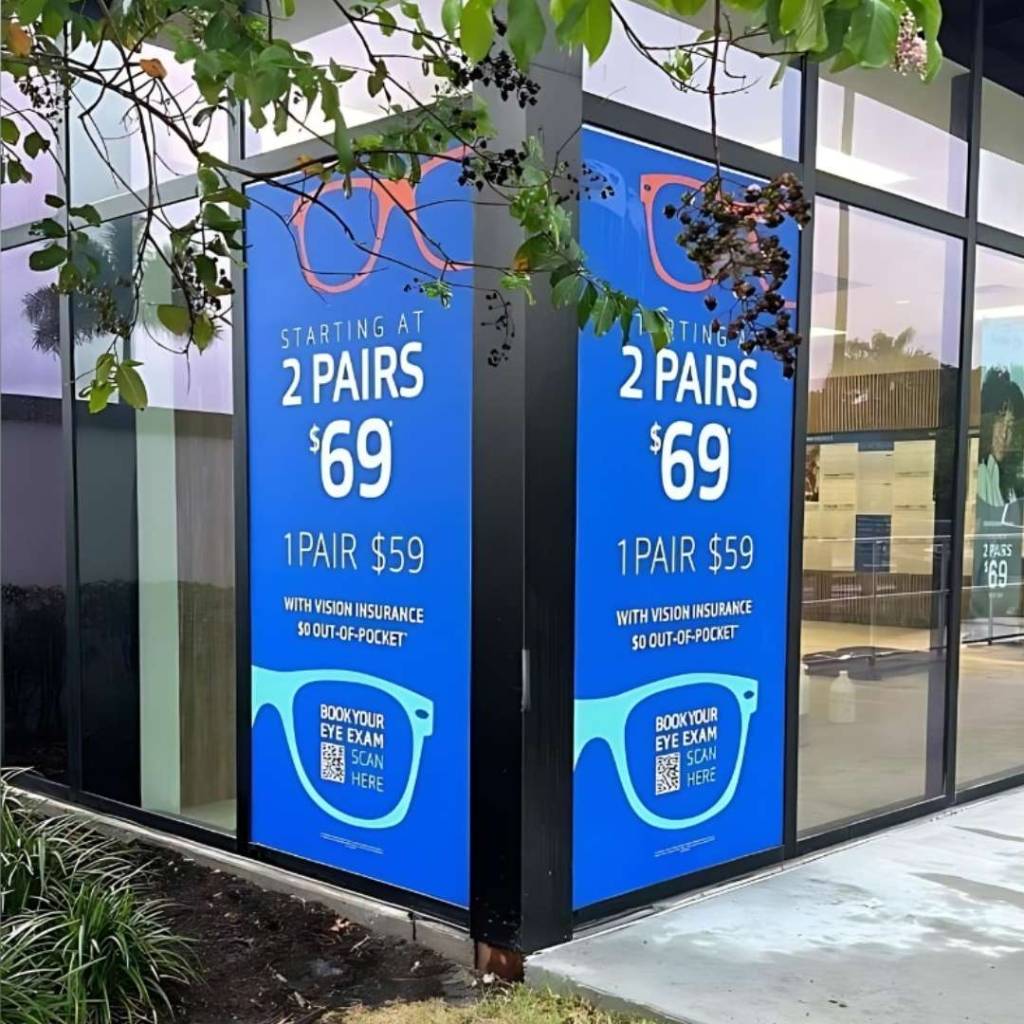 STARTING AT
2 PAIRS
$69*
1 PAIR $59
WITH VISION INSURANCE
$0 OUT-OF-POCKET*
BOOK YOUR
EYE EXAM
SCAN
HERE
2 PAIRS
$69*
1 PAIR $59
WITH VISION INSURANCE
$0 OUT-OF-POCKET*
BOOK YOUR
EYE EXAM
SCAN
HERE
2 PAIRS
$69